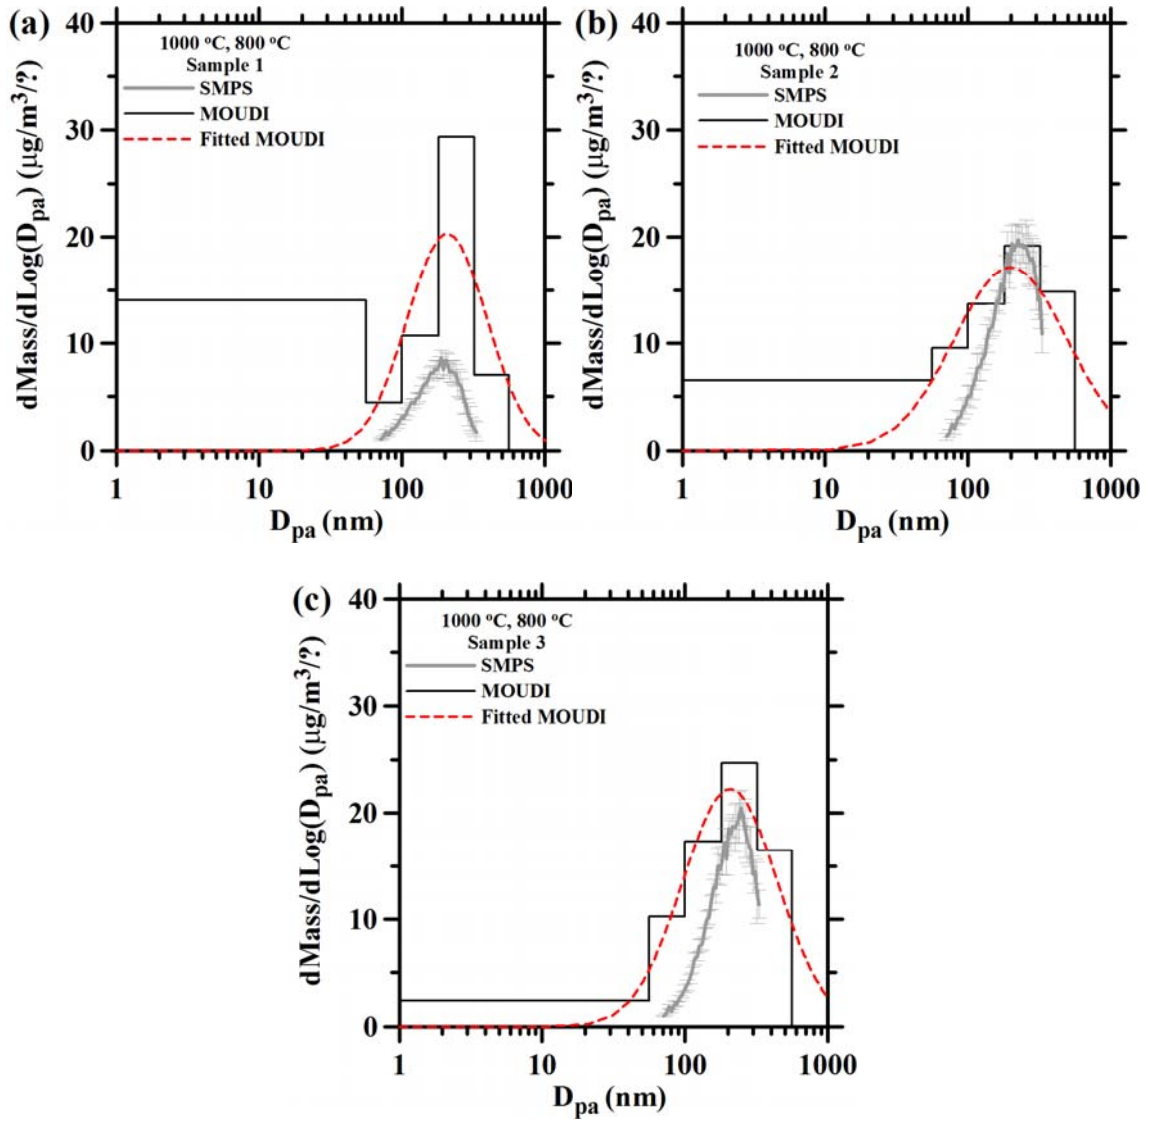 (a)
1000 °C, 800 °C
Sample 1
SMPS
MOUDI
Fitted MOUDI
dMass/dLog(Dpa) (μg/m³/?)
40
30
20
10
0
1 10 100 1000
Dpa (nm)
(b)
1000 °C, 800 °C
Sample 2
SMPS
MOUDI
Fitted MOUDI
dMass/dLog(Dpa) (μg/m³/?)
40
30
20
10
0
1 10 100 1000
Dpa (nm)
(c)
1000 °C, 800 °C
Sample 3
SMPS
MOUDI
Fitted MOUDI
dMass/dLog(Dpa) (μg/m³/?)
40
30
20
10
0
1 10 100 1000
Dpa (nm)